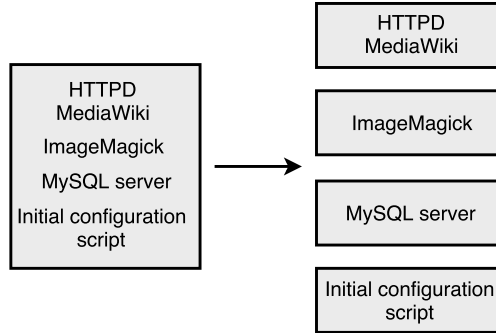 HTTPD
MediaWiki
ImageMagick
MySQL server
Initial configuration
script
HTTPD
MediaWiki
ImageMagick
MySQL server
Initial configuration
script